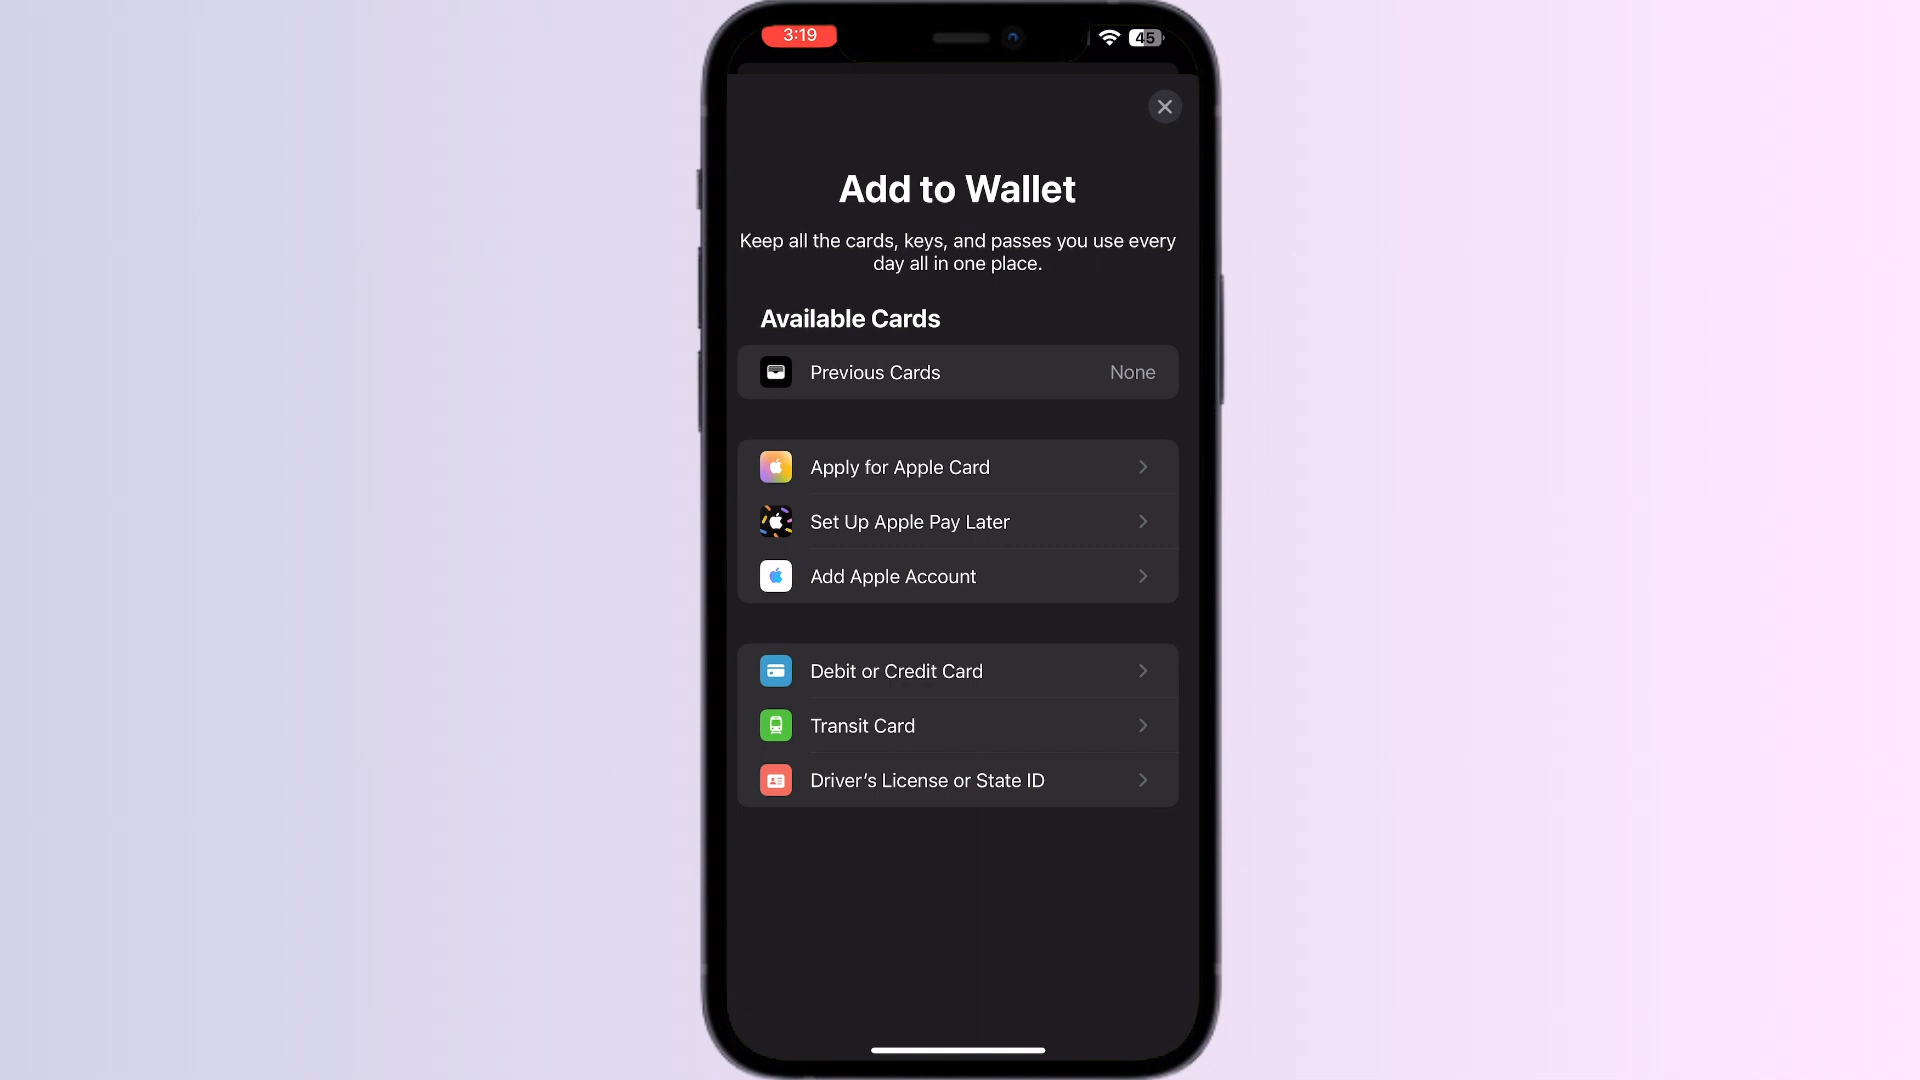 3:19
45
Add to Wallet
Keep all the cards, keys, and passes you use every
day all in one place.
Available Cards
Previous Cards None
Apply for Apple Card
Set Up Apple Pay Later
Add Apple Account
Debit or Credit Card
Transit Card
Driver’s License or State ID